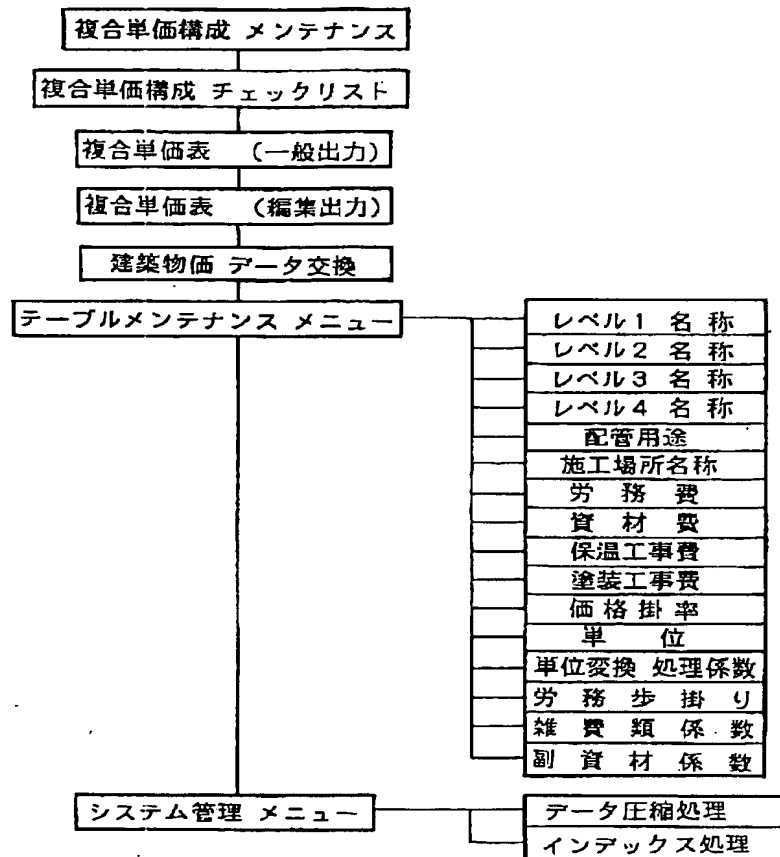 複合単価構成 メンテナンス
複合単価構成 チェックリスト
複合単価表 (一般出力)
複合単価表 (編集出力)
建築物価 データ交換
テーブルメンテナンス メニュー
レベル1 名 称
レベル2 名 称
レベル3 名 称
レベル4 名 称
配管用途
施工場所名称
労 務 費
資 材 費
保温工事費
塗装工事費
価 格 掛 率
単 位
単位変換 処理係数
労 務 歩 掛 り
雑 費 類 係 数
副 資 材 係 数
システム管理 メニュー
データ圧縮処理
インデックス処理